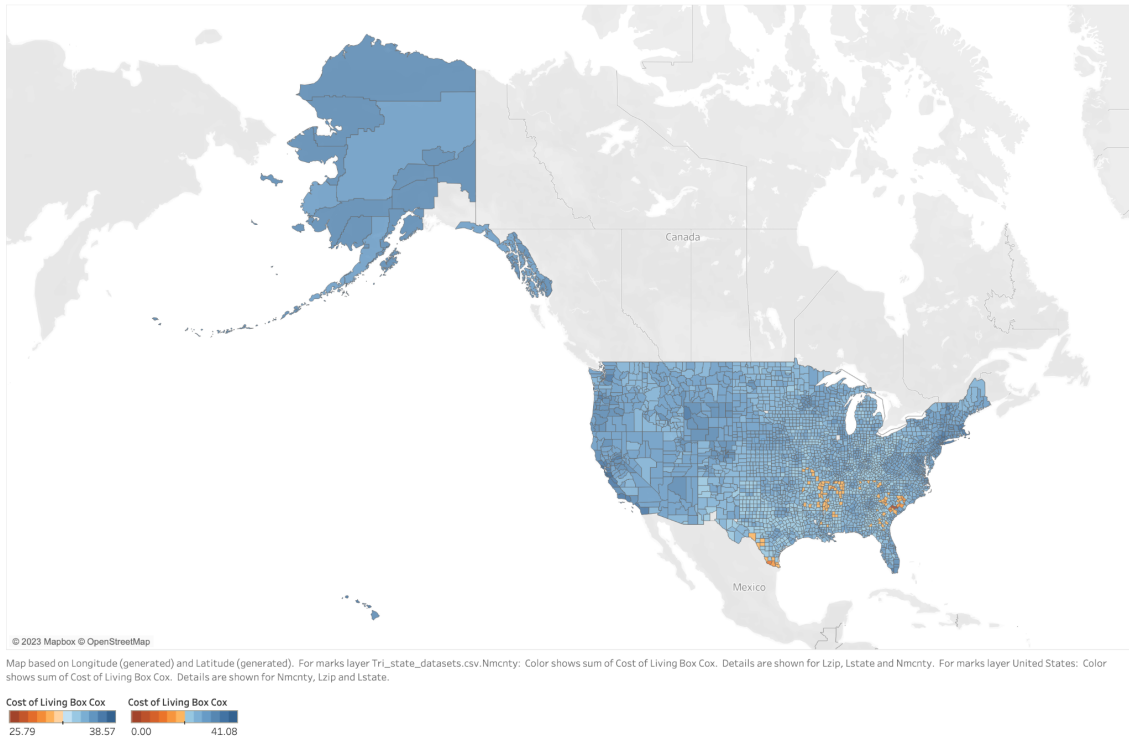 Canada
Mexico
© 2023 Mapbox © OpenStreetMap
Map based on Longitude (generated) and Latitude (generated). For marks layer Tri_state_datasets.csv.Nmcnty: Color shows sum of Cost of Living Box Cox. Details are shown for Lzip, Lstate and Nmcnty. For marks layer United States: Color
shows sum of Cost of Living Box Cox. Details are shown for Nmcnty, Lzip and Lstate.
Cost of Living Box Cox Cost of Living Box Cox
25.79 38.57 0.00 41.08